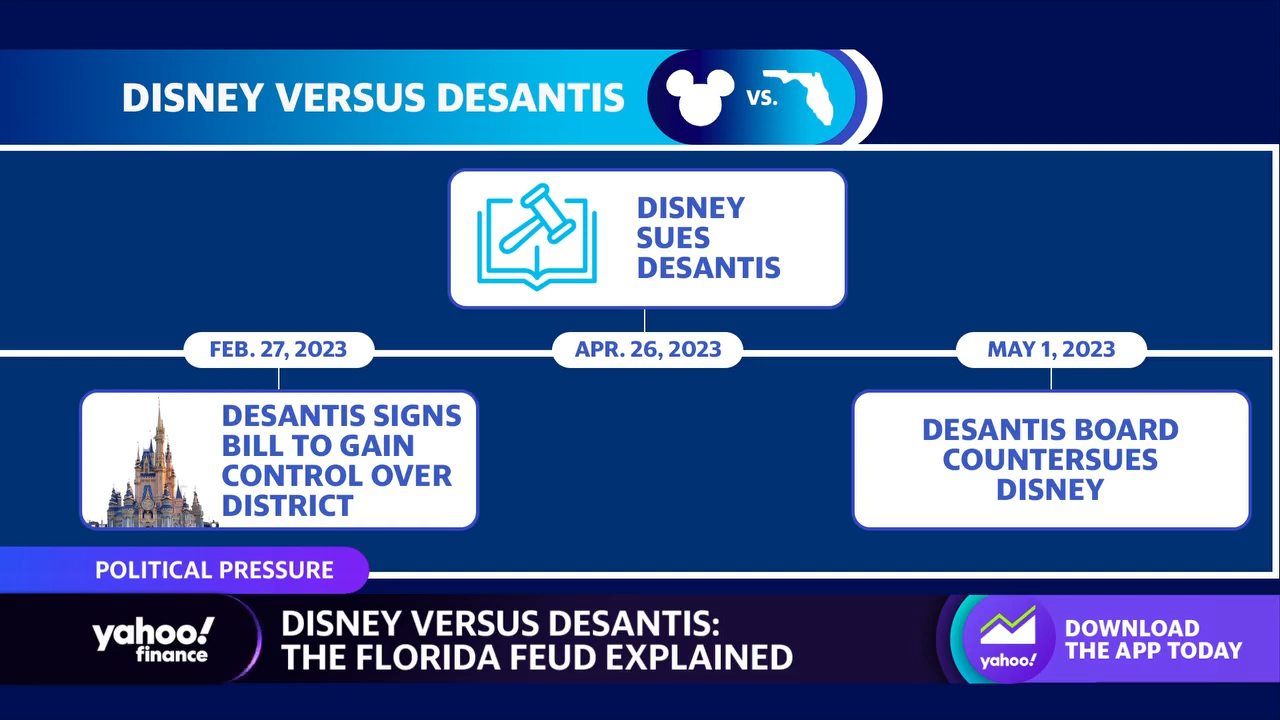 DISNEY VERSUS DESANTIS
VS.
DISNEY
SUES
DESANTIS
FEB. 27, 2023
APR. 26, 2023
MAY 1, 2023
DESANTIS SIGNS
BILL TO GAIN
CONTROL OVER
DISTRICT
DESANTIS BOARD
COUNTERSUES
DISNEY
POLITICAL PRESSURE
yahoo!
finance
DISNEY VERSUS DESANTIS:
THE FLORIDA FEUD EXPLAINED
yahoo!
DOWNLOAD
THE APP TODAY